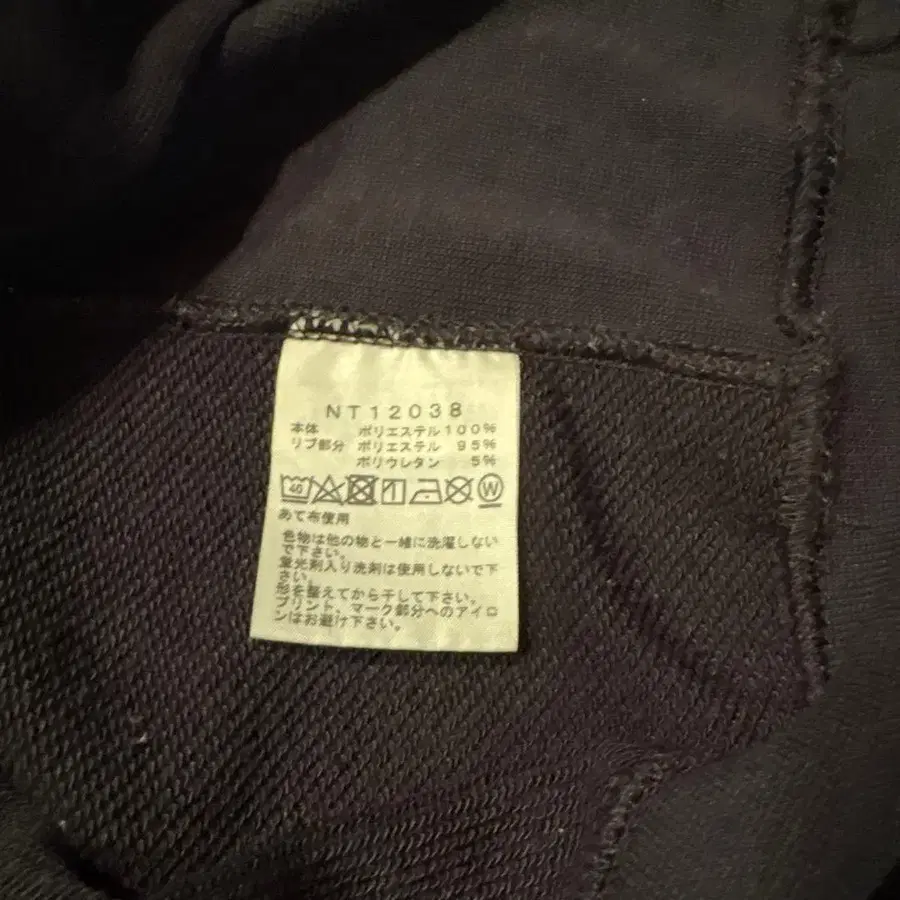 NT12038
本体 ポリエステル100%
リブ部分 ポリエステル 95%
ポリウレタン 5%
40 W
あて布使用
色物は他の物と一緒に洗濯しない
で下さい。
蛍光剤入り洗剤は使用しないで下
さい。
形を整えてから干して下さい。
プリント、マーク部分へのアイロ
ンはお避け下さい。